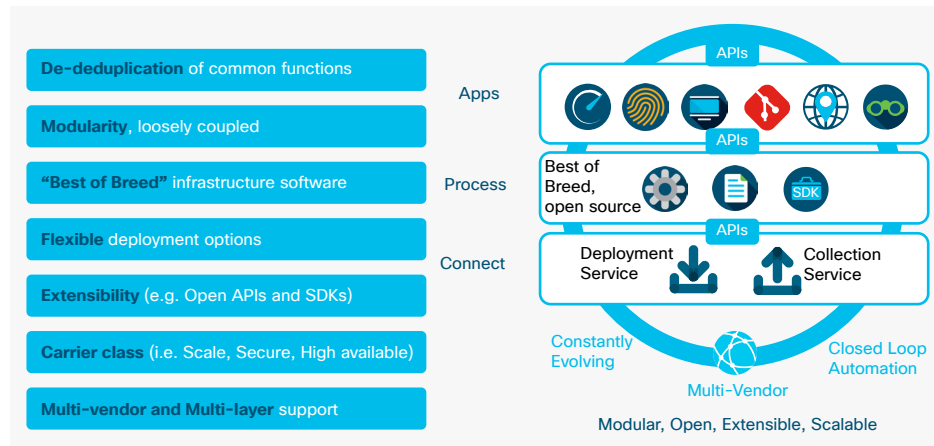 De-deduplication of common functions
Modularity, loosely coupled
“Best of Breed” infrastructure software
Flexible deployment options
Extensibility (e.g. Open APIs and SDKs)
Carrier class (i.e. Scale, Secure, High available)
Multi-vendor and Multi-layer support
Apps
Process
Connect
APIs
APIs
Best of
Breed,
open source
SDK
APIs
Deployment
Service
Collection
Service
Constantly
Evolving
Multi-Vendor
Closed Loop
Automation
Modular, Open, Extensible, Scalable